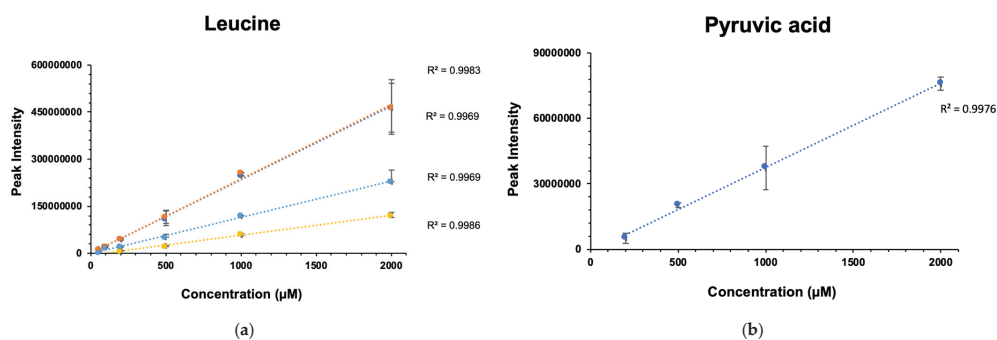 Leucine
600000000
450000000
300000000
150000000
0
Peak Intensity
0
500
1000
1500
2000
Concentration (µM)
R² = 0.9983
R² = 0.9969
R² = 0.9969
R² = 0.9986
(a)
Pyruvic acid
90000000
60000000
30000000
0
Peak Intensity
0
500
1000
1500
2000
Concentration (µM)
R² = 0.9976
(b)